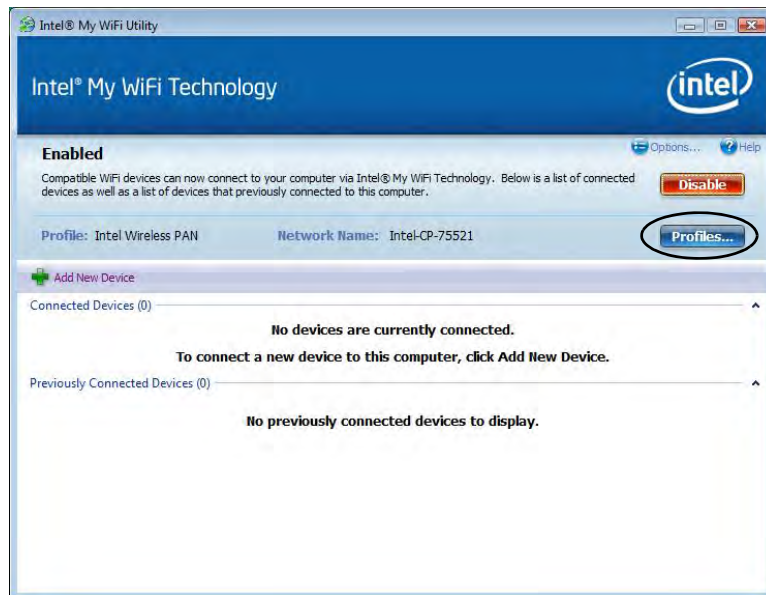 Intel® My WiFi Utility
Intel® My WiFi Technology
intel
Enabled
Options...
Help
Compatible WiFi devices can now connect to your computer via Intel® My WiFi Technology. Below is a list of connected
devices as well as a list of devices that previously connected to this computer.
Disable
Profile: Intel Wireless PAN
Network Name: Intel-CP-75521
Profiles...
Add New Device
Connected Devices (0)
No devices are currently connected.
To connect a new device to this computer, click Add New Device.
Previously Connected Devices (0)
No previously connected devices to display.